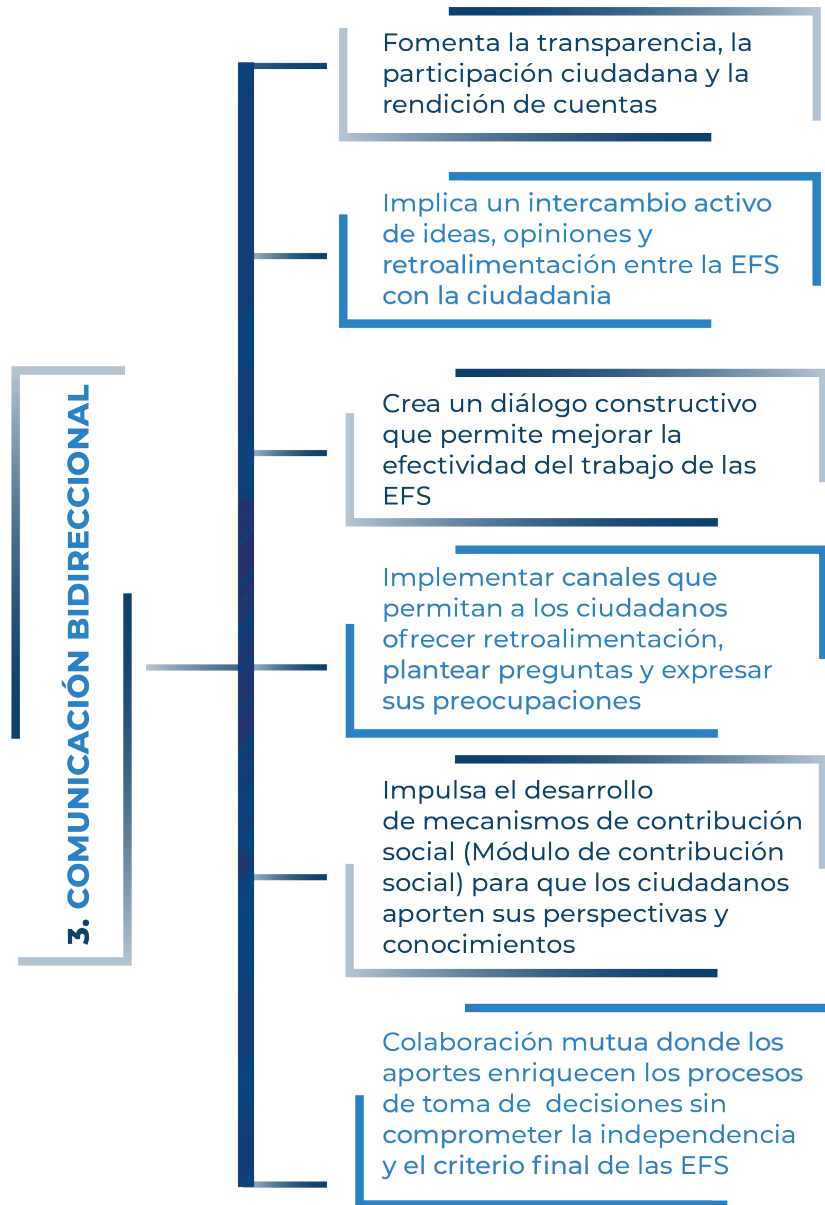 3. COMUNICACIÓN BIDIRECCIONAL
Fomenta la transparencia, la
participación ciudadana y la
rendición de cuentas
Implica un intercambio activo
de ideas, opiniones y
retroalimentación entre la EFS
con la ciudadania
Crea un diálogo constructivo
que permite mejorar la
efectividad del trabajo de las
EFS
Implementar canales que
permitan a los ciudadanos
ofrecer retroalimentación,
plantear preguntas y expresar
sus preocupaciones
Impulsa el desarrollo
de mecanismos de contribución
social (Módulo de contribución
social) para que los ciudadanos
aporten sus perspectivas y
conocimientos
Colaboración mutua donde los
aportes enriquecen los procesos
de toma de decisiones sin
comprometer la independencia
y el criterio final de las EFS